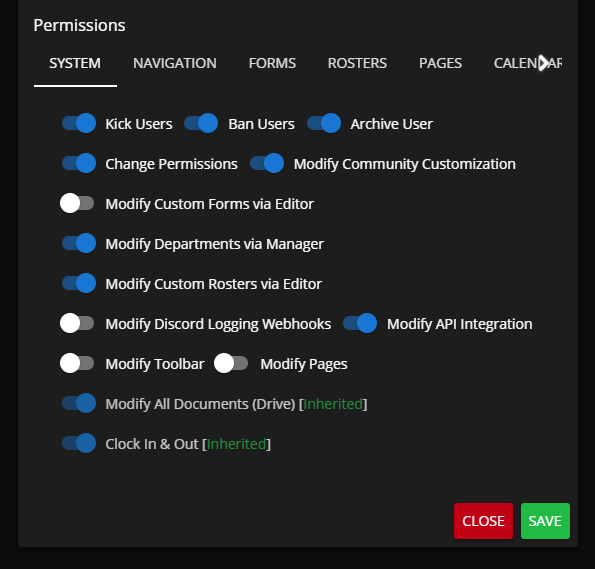 Permissions
SYSTEM NAVIGATION FORMS ROSTERS PAGES CALENDAR
Kick Users Ban Users Archive User
Change Permissions Modify Community Customization
Modify Custom Forms via Editor
Modify Departments via Manager
Modify Custom Rosters via Editor
Modify Discord Logging Webhooks Modify API Integration
Modify Toolbar Modify Pages
Modify All Documents (Drive) [Inherited]
Clock In & Out [Inherited]
CLOSE SAVE